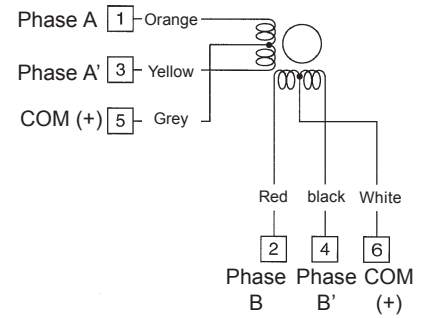 Phase A 1 Orange
Phase A' 3 Yellow
COM (+) 5 Grey
Red black White
2 4 6
Phase Phase COM
B B' (+)